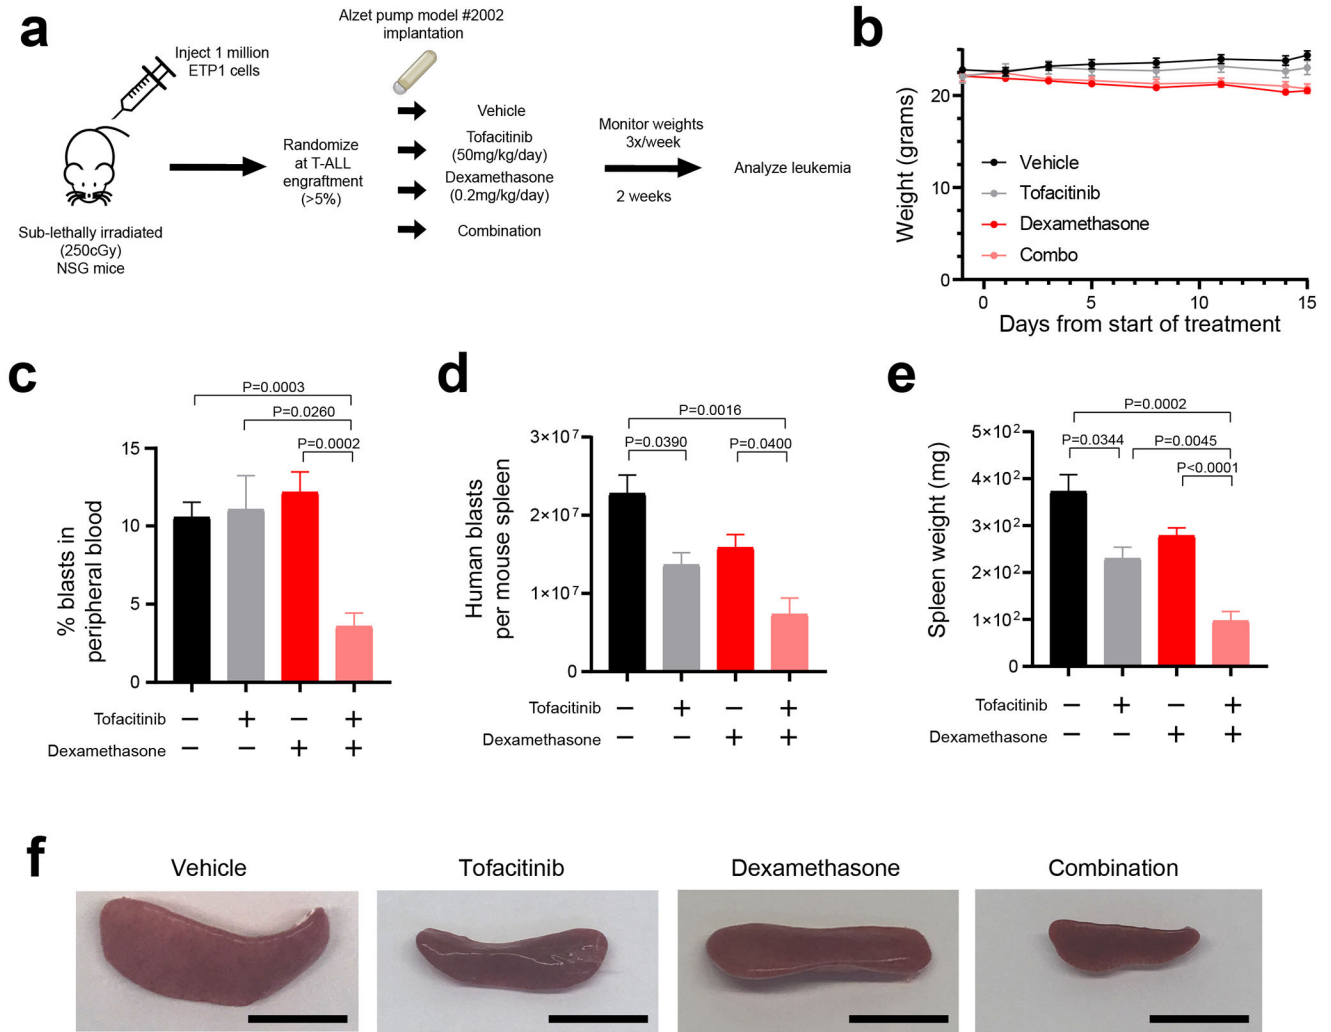 a
Alzet pump model #2002
implantation
Inject 1 million
ETP1 cells
Randomize
at T-ALL
engraftment
(>5%)
Vehicle
Tofacitinib
(50mg/kg/day)
Dexamethasone
(0.2mg/kg/day)
Combination
Monitor weights
3x/week
2 weeks
Analyze leukemia
Sub-lethally irradiated
(250cGy)
NSG mice
b
Weight (grams)
20
10
0
Vehicle
Tofacitinib
Dexamethasone
Combo
0 5 10 15
Days from start of treatment
c
P=0.0003
P=0.0260
P=0.0002
% blasts in
peripheral blood
15
10
5
0
Tofacitinib − + − +
Dexamethasone − − + +
d
P=0.0016
P=0.0390 P=0.0400
Human blasts
per mouse spleen
3×10⁷
2×10⁷
1×10⁷
0
Tofacitinib − + − +
Dexamethasone − − + +
e
P=0.0002
P=0.0344 P=0.0045
P<0.0001
Spleen weight (mg)
5×10²
4×10²
3×10²
2×10²
1×10²
0
Tofacitinib − + − +
Dexamethasone − − + +
f
Vehicle Tofacitinib Dexamethasone Combination